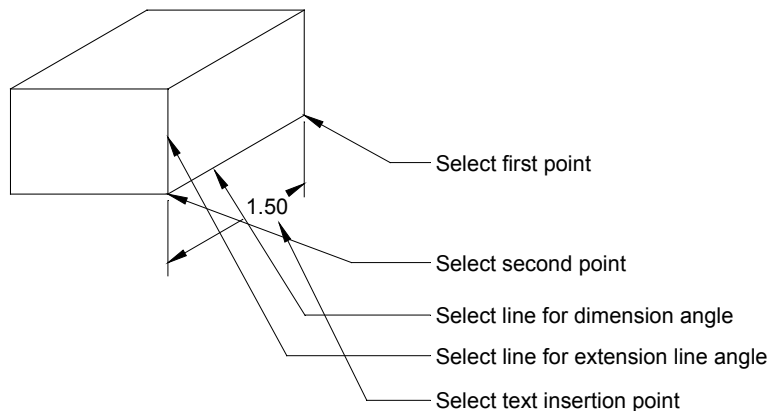 Select first point
1.50
Select second point
Select line for dimension angle
Select line for extension line angle
Select text insertion point